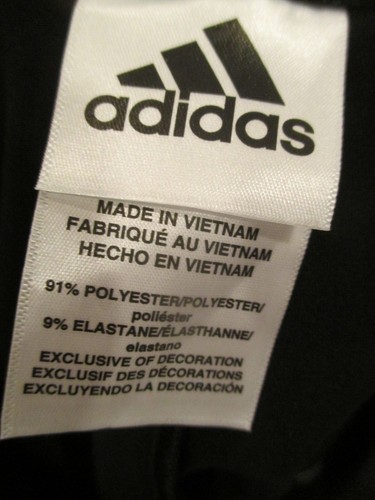 adidas
MADE IN VIETNAM
FABRIQUÉ AU VIETNAM
HECHO EN VIETNAM
91% POLYESTER/POLYESTER/
poliéster
9% ELASTANE/ÉLASTHANNE/
elastano
EXCLUSIVE OF DECORATION
EXCLUSIF DES DÉCORATIONS
EXCLUYENDO LA DECORACIÓN